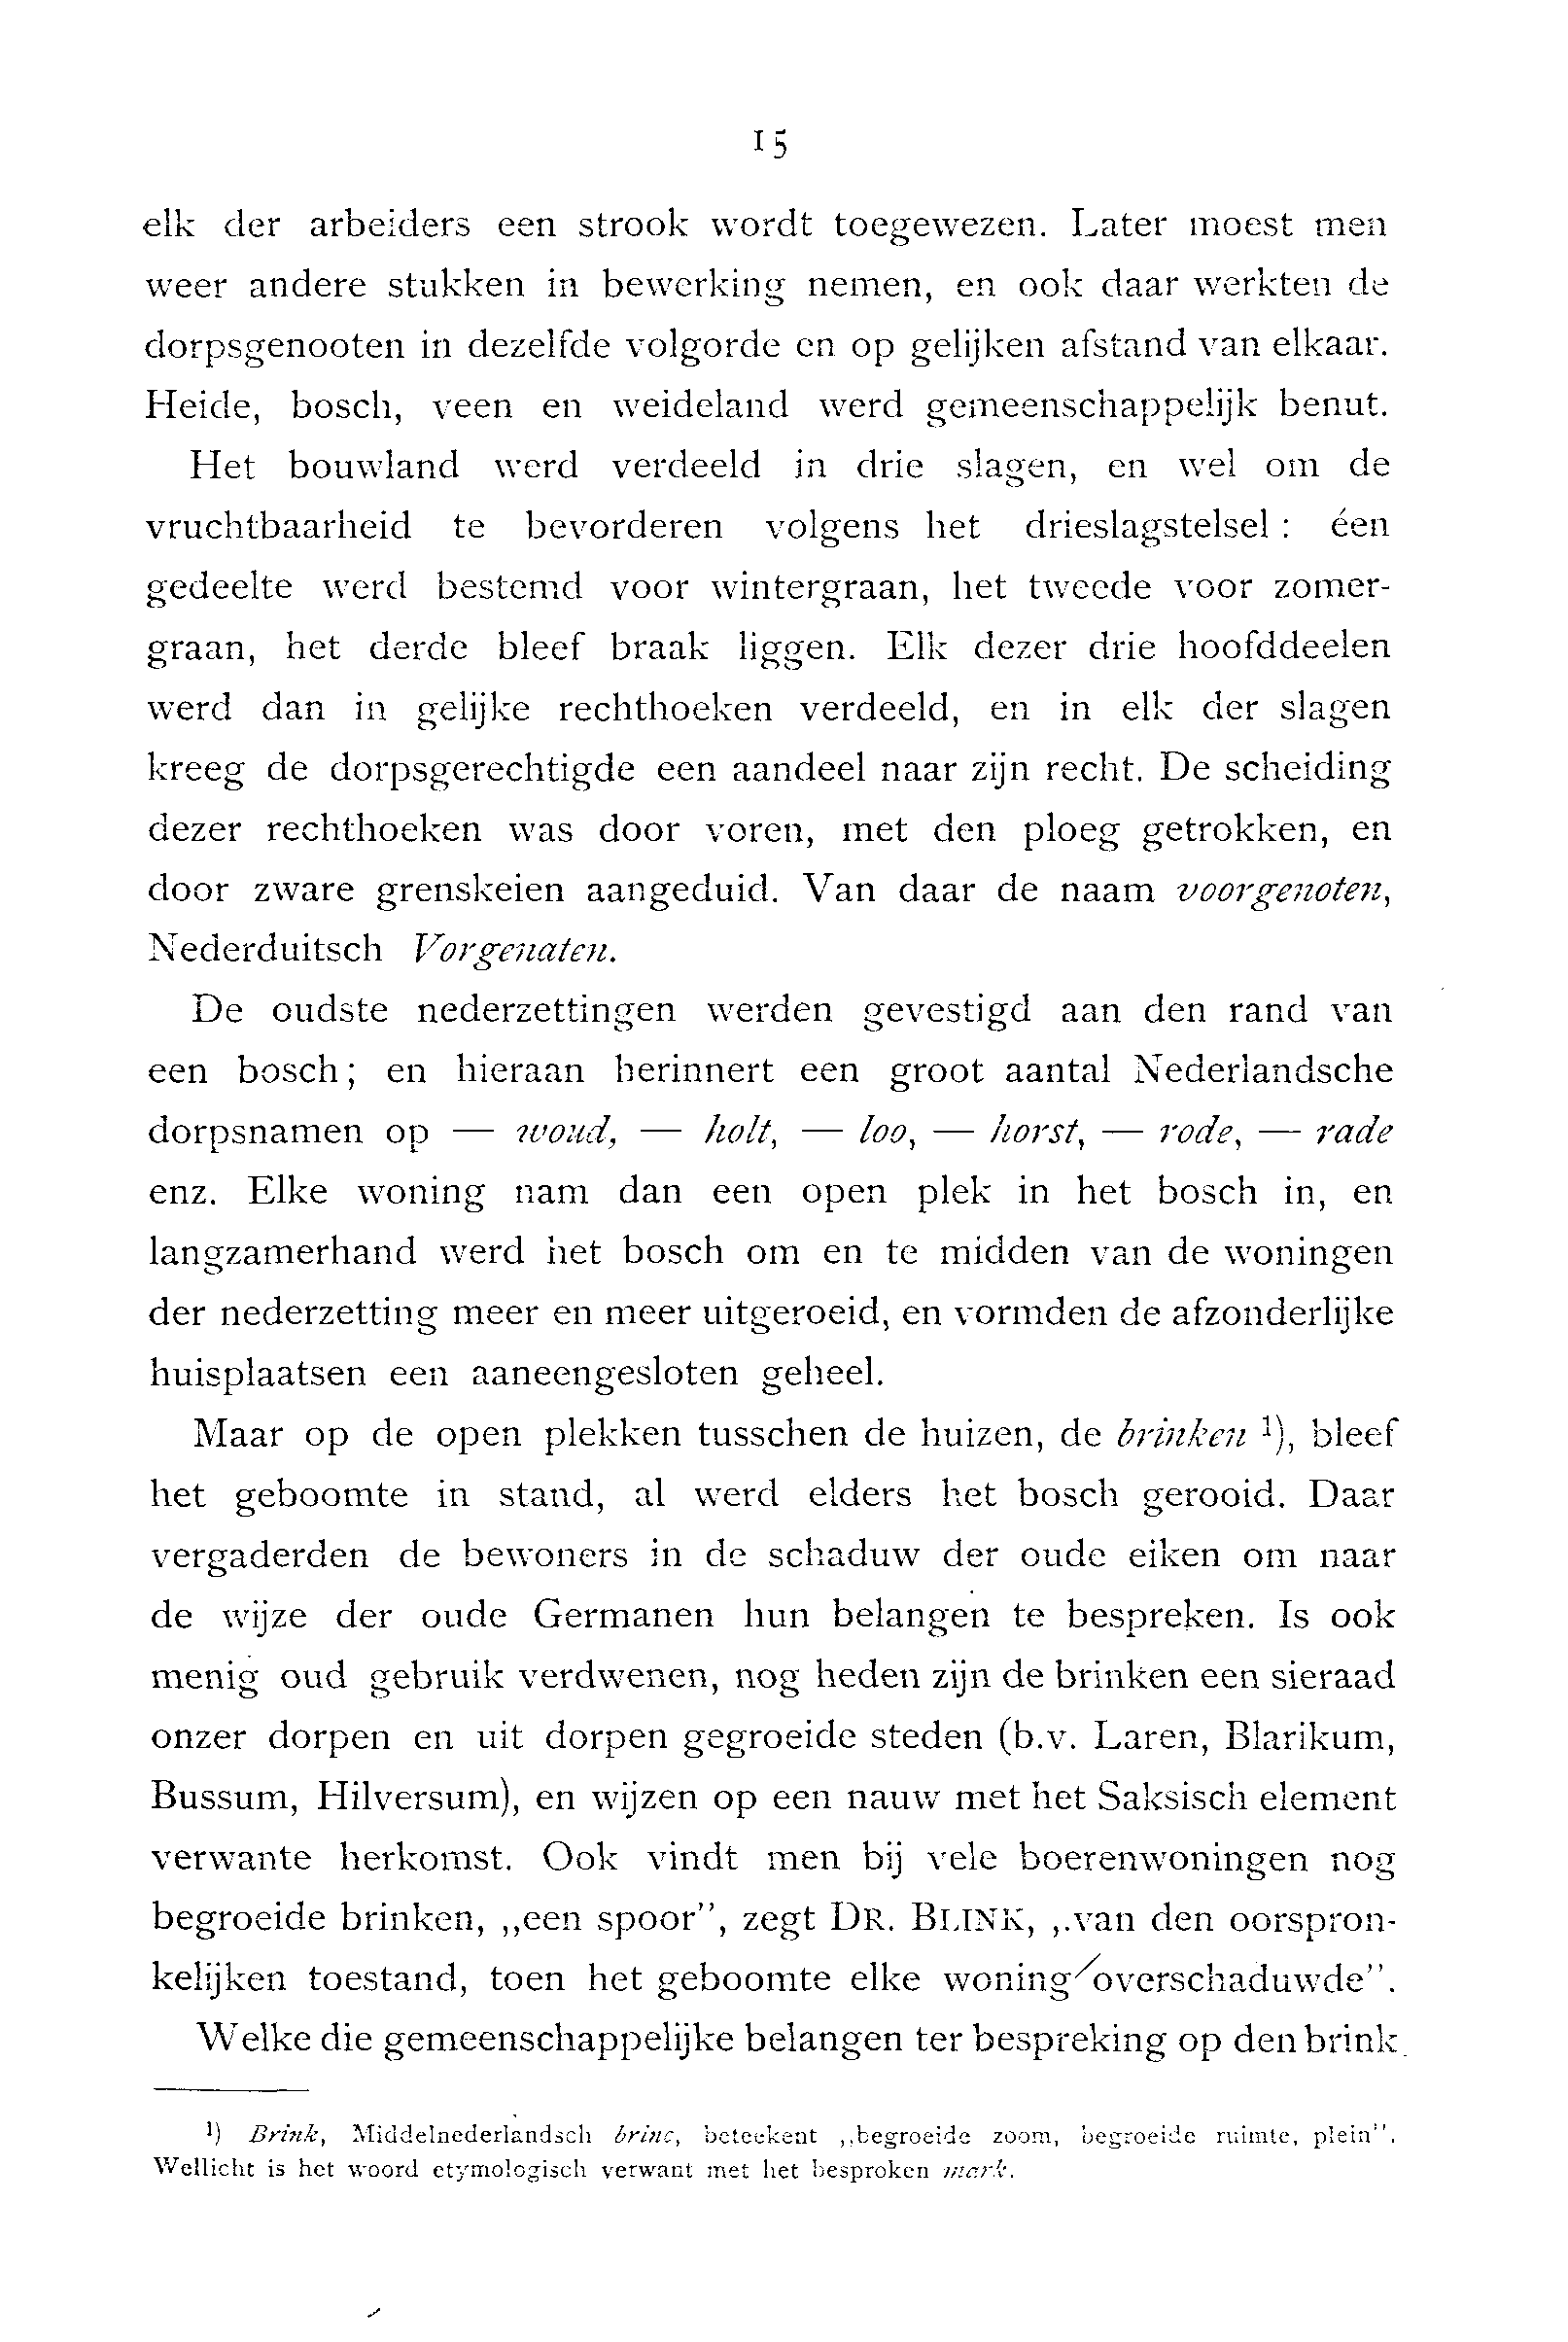 15
elk der arbeiders een strook wordt toegewezen. Later moest men
weer andere stukken in bewerking nemen, en ook daar werkten de
dorpsgenooten in dezelfde volgorde en op gelijken afstand van elkaar.
Heide, bosch, veen en weideland werd gemeenschappelijk benut.
Het bouwland werd verdeeld in drie slagen, en wel om de
vruchtbaarheid te bevorderen volgens het drieslagstelsel: éen
gedeelte werd bestemd voor wintergraan, het tweede voor zomer-
graan, het derde bleef braak liggen. Elk dezer drie hoofddeelen
werd dan in gelijke rechthoeken verdeeld, en in elk der slagen
kreeg de dorpsgerechtigde een aandeel naar zijn recht. De scheiding
dezer rechthoeken was door voren, met den ploeg getrokken, en
door zware grenskeien aangeduid. Van daar de naam voorgenoten,
Nederduitsch Vorgenaten.
De oudste nederzettingen werden gevestigd aan den rand van
een bosch; en hieraan herinnert een groot aantal Nederlandsche
dorpsnamen op — woud, — holt, — loo, — horst, — rode, — rade
enz. Elke woning nam dan een open plek in het bosch in, en
langzamerhand werd het bosch om en te midden van de woningen
der nederzetting meer en meer uitgeroeid, en vormden de afzonderlijke
huisplaatsen een aaneengesloten geheel.
Maar op de open plekken tusschen de huizen, de brinken ¹), bleef
het geboomte in stand, al werd elders het bosch gerooid. Daar
vergaderden de bewoners in de schaduw der oude eiken om naar
de wijze der oude Germanen hun belangen te bespreken. Is ook
menig oud gebruik verdwenen, nog heden zijn de brinken een sieraad
onzer dorpen en uit dorpen gegroeide steden (b.v. Laren, Blarikum,
Bussum, Hilversum), en wijzen op een nauw met het Saksisch element
verwante herkomst. Ook vindt men bij vele boerenwoningen nog
begroeide brinken, „een spoor”, zegt DR. BLINK, „van den oorspron-
kelijken toestand, toen het geboomte elke woning overschaduwde”.
Welke die gemeenschappelijke belangen ter bespreking op den brink
¹) Brink, Middelnederlandsch brinc, beteekent „begroeide zoom, begroeide ruimte, plein”.
Wellicht is het woord etymologisch verwant met het besproken mark.